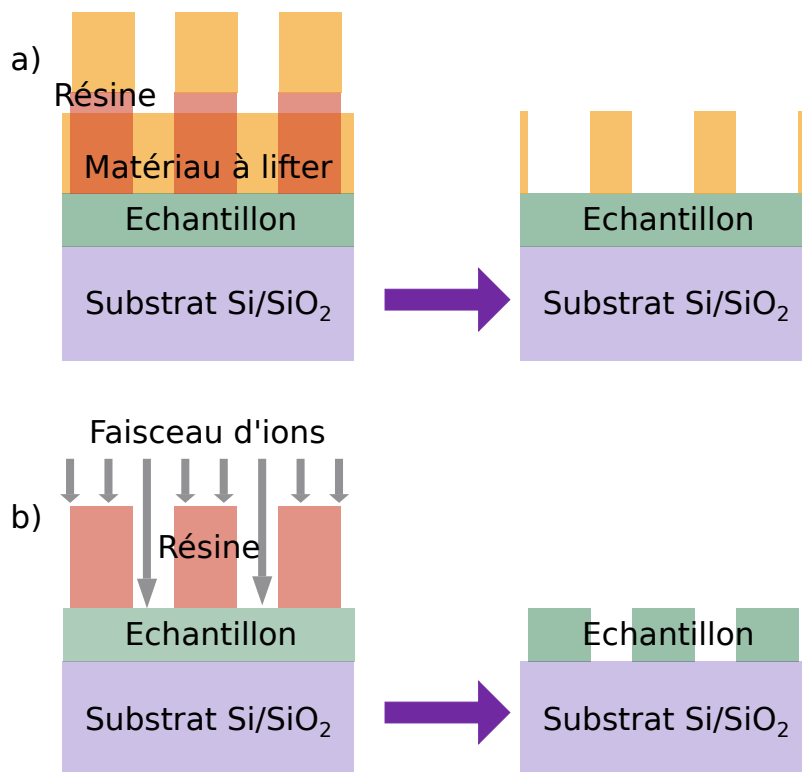 a)
Résine
Matériau à lifter
Echantillon
Substrat Si/SiO₂
Echantillon
Substrat Si/SiO₂
Faisceau d'ions
b)
Résine
Echantillon
Substrat Si/SiO₂
Echantillon
Substrat Si/SiO₂